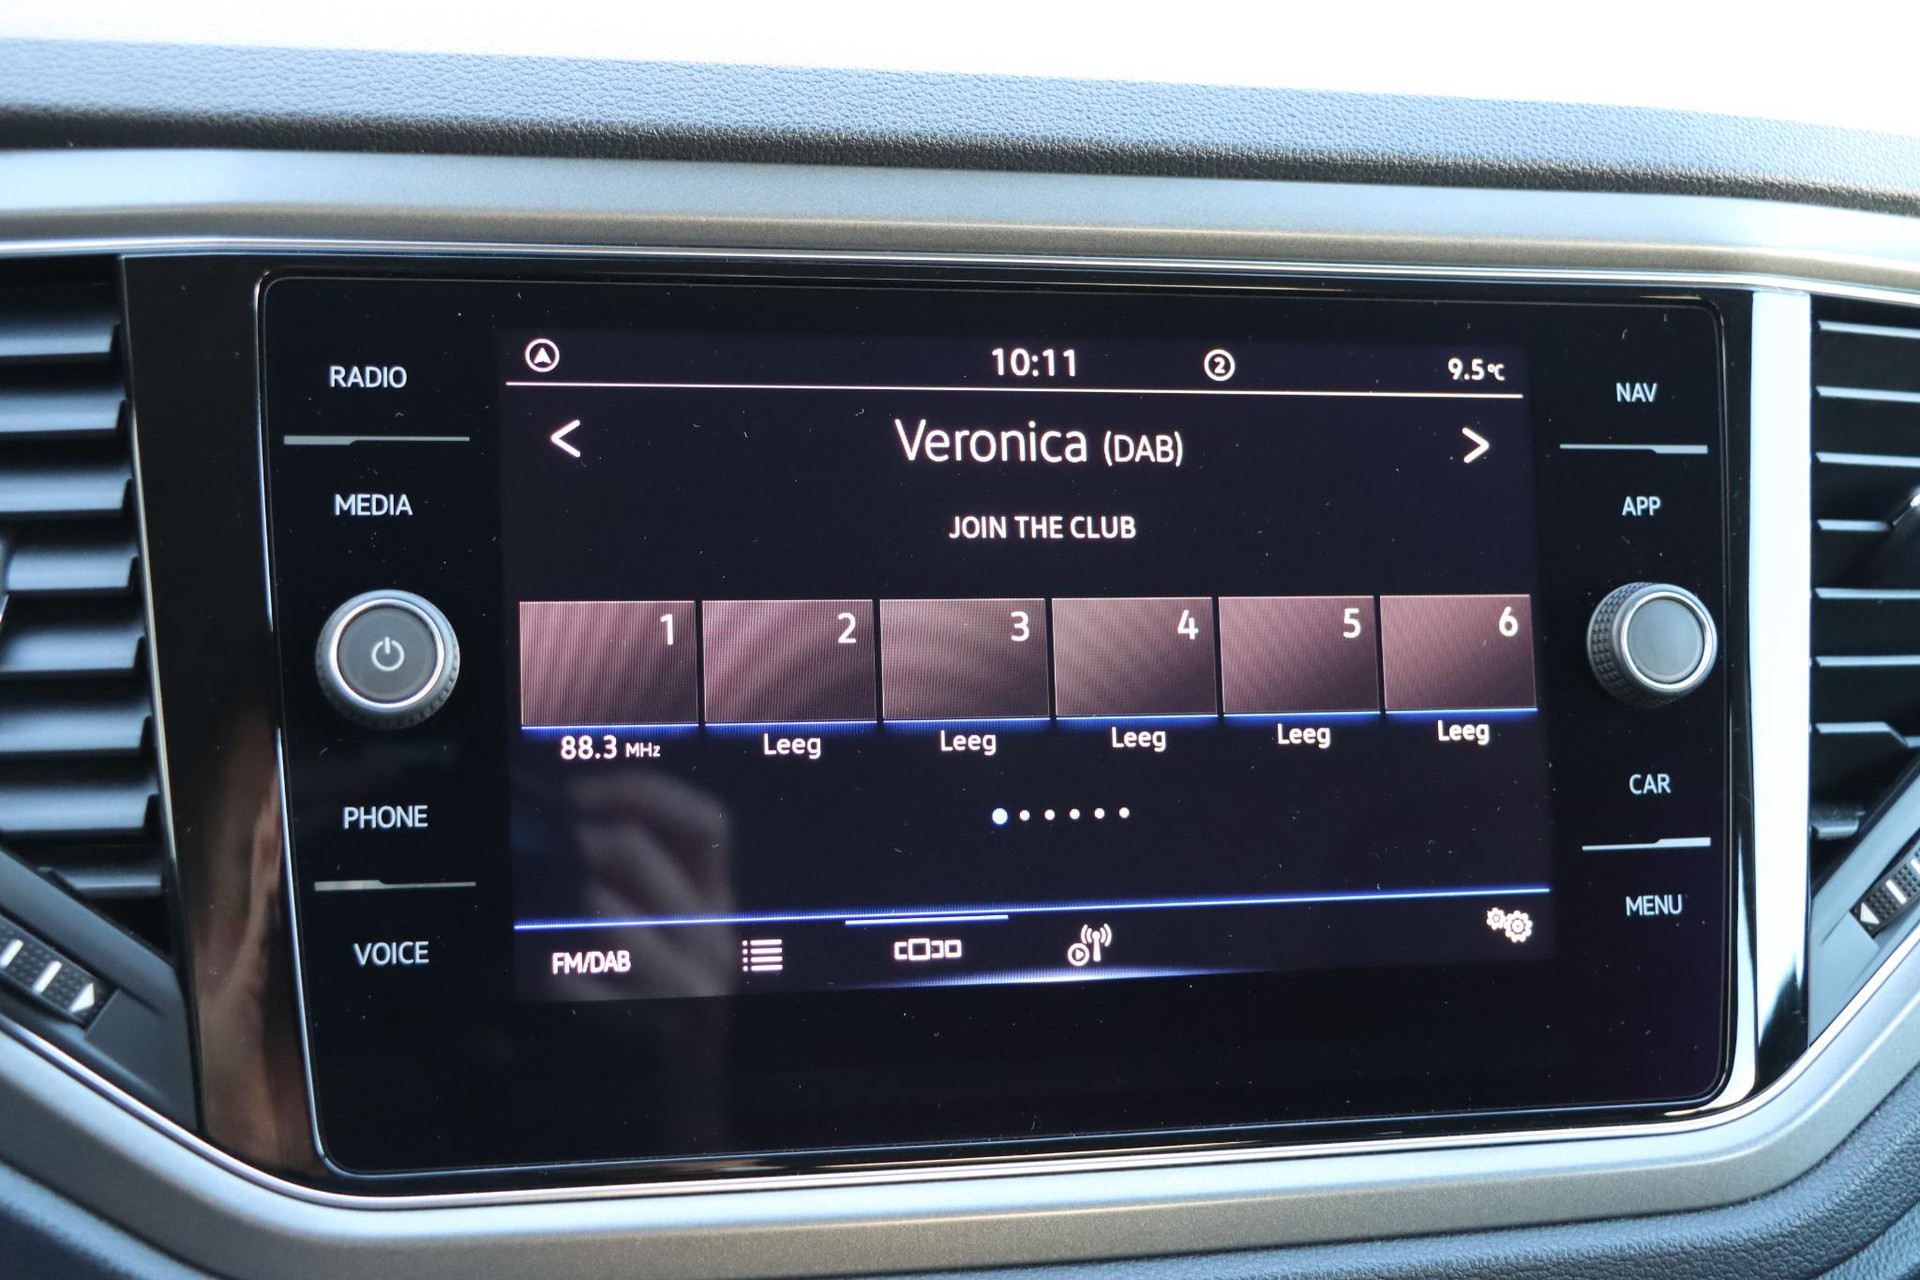 10:11
2
9.5°C
RADIO
MEDIA
PHONE
VOICE
<
Veronica (DAB)
>
JOIN THE CLUB
1
2
3
4
5
6
88.3 MHz
Leeg
Leeg
Leeg
Leeg
Leeg
FM/DAB
NAV
APP
CAR
MENU